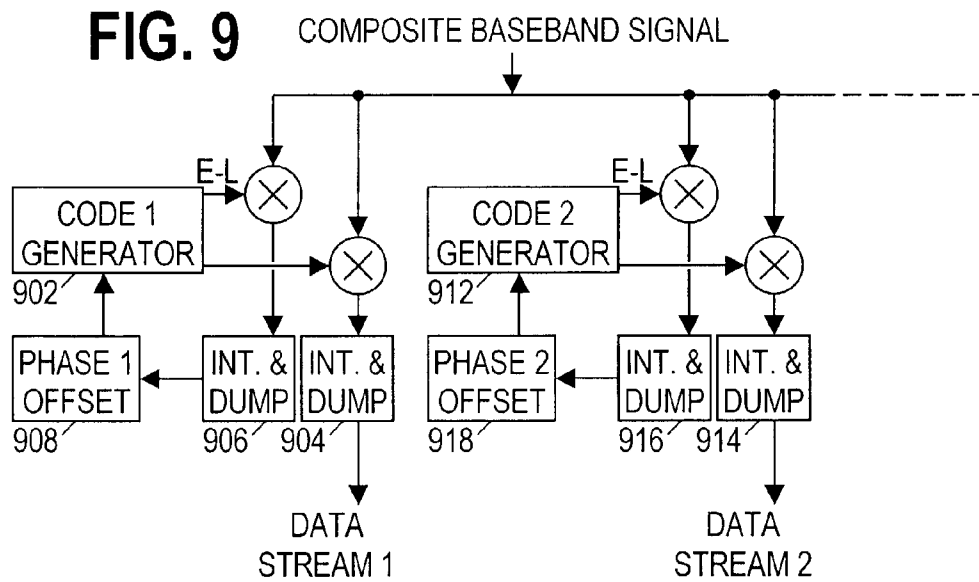 FIG. 9
COMPOSITE BASEBAND SIGNAL
E-L
CODE 1
GENERATOR
902
PHASE 1
OFFSET
908
INT. &
DUMP
906
INT. &
DUMP
904
DATA
STREAM 1
E-L
CODE 2
GENERATOR
912
PHASE 2
OFFSET
918
INT. &
DUMP
916
INT. &
DUMP
914
DATA
STREAM 2